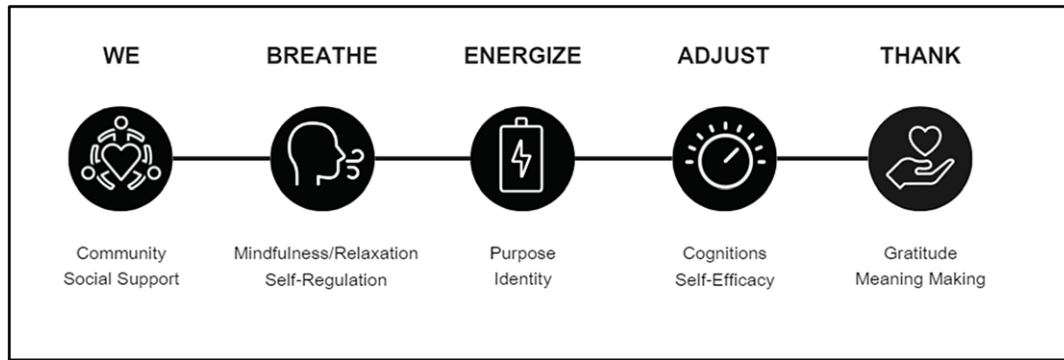 WE
BREATHE
ENERGIZE
ADJUST
THANK
Community
Social Support
Mindfulness/Relaxation
Self-Regulation
Purpose
Identity
Cognitions
Self-Efficacy
Gratitude
Meaning Making